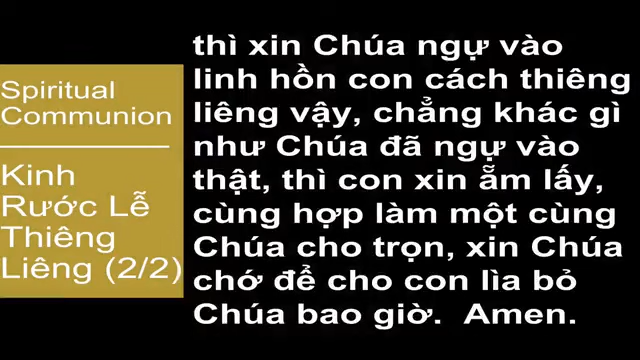 Spiritual
Communion
Kinh
Rước Lễ
Thiêng
Liêng (2/2)
thì xin Chúa ngự vào
linh hồn con cách thiêng
liêng vậy, chẳng khác gì
như Chúa đã ngự vào
thật, thì con xin ẵm lấy,
cùng hợp làm một cùng
Chúa cho trọn, xin Chúa
chớ để cho con lìa bỏ
Chúa bao giờ.  Amen.